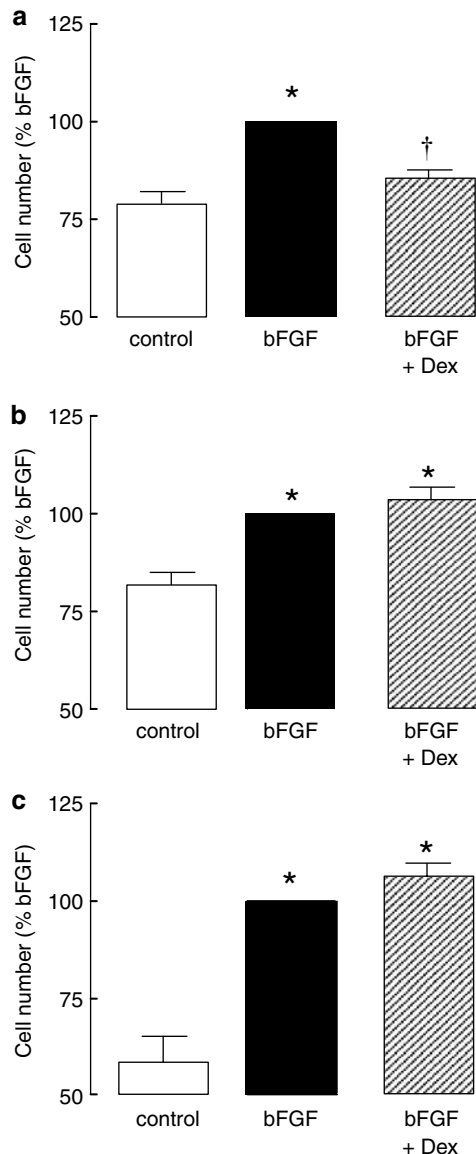 a
Cell number (% bFGF)
125
100
75
50
*
†
control
bFGF
bFGF
+ Dex
b
Cell number (% bFGF)
125
100
75
50
*
*
control
bFGF
bFGF
+ Dex
c
Cell number (% bFGF)
125
100
75
50
*
*
control
bFGF
bFGF
+ Dex